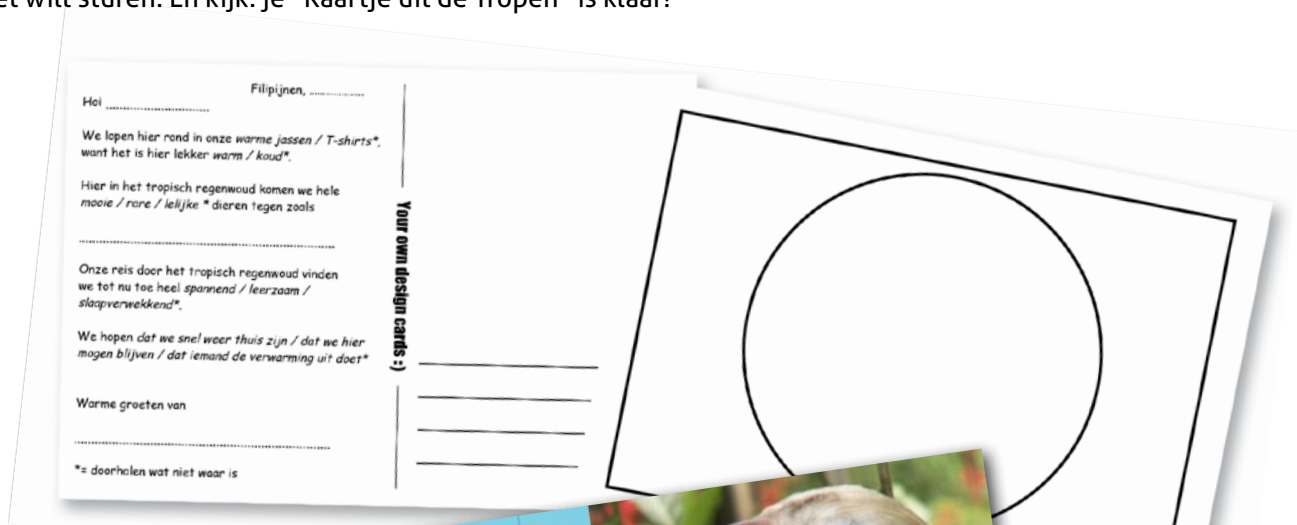 wilt sturen. En kijk: je "Kaartje uit de Tropen" is klaar!
Filipijnen, ..............
Hoi ..........................
We lopen hier rond in onze warme jassen / T-shirts*,
want het is hier lekker warm / koud*.
Hier in het tropisch regenwoud komen we hele
mooie / rare / lelijke * dieren tegen zoals
................................................................
Onze reis door het tropisch regenwoud vinden
we tot nu toe heel spannend / leerzaam /
slaapverwekkend*.
We hopen dat we snel weer thuis zijn / dat we hier
mogen blijven / dat iemand de verwarming uit doet*
Warme groeten van
................................................................
*= doorhalen wat niet waar is
Your own design cards :)